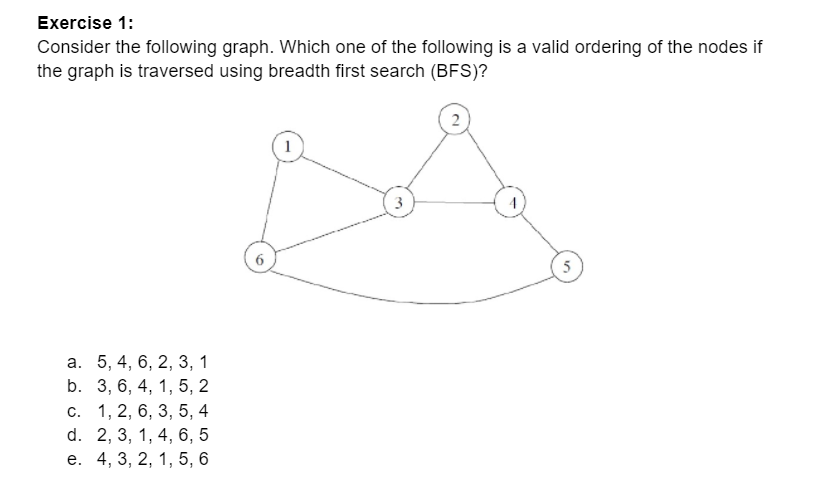 Exercise 1:
Consider the following graph. Which one of the following is a valid ordering of the nodes if
the graph is traversed using breadth first search (BFS)?
2
1
3
4
6
5
a. 5, 4, 6, 2, 3, 1
b. 3, 6, 4, 1, 5, 2
c. 1, 2, 6, 3, 5, 4
d. 2, 3, 1, 4, 6, 5
e. 4, 3, 2, 1, 5, 6